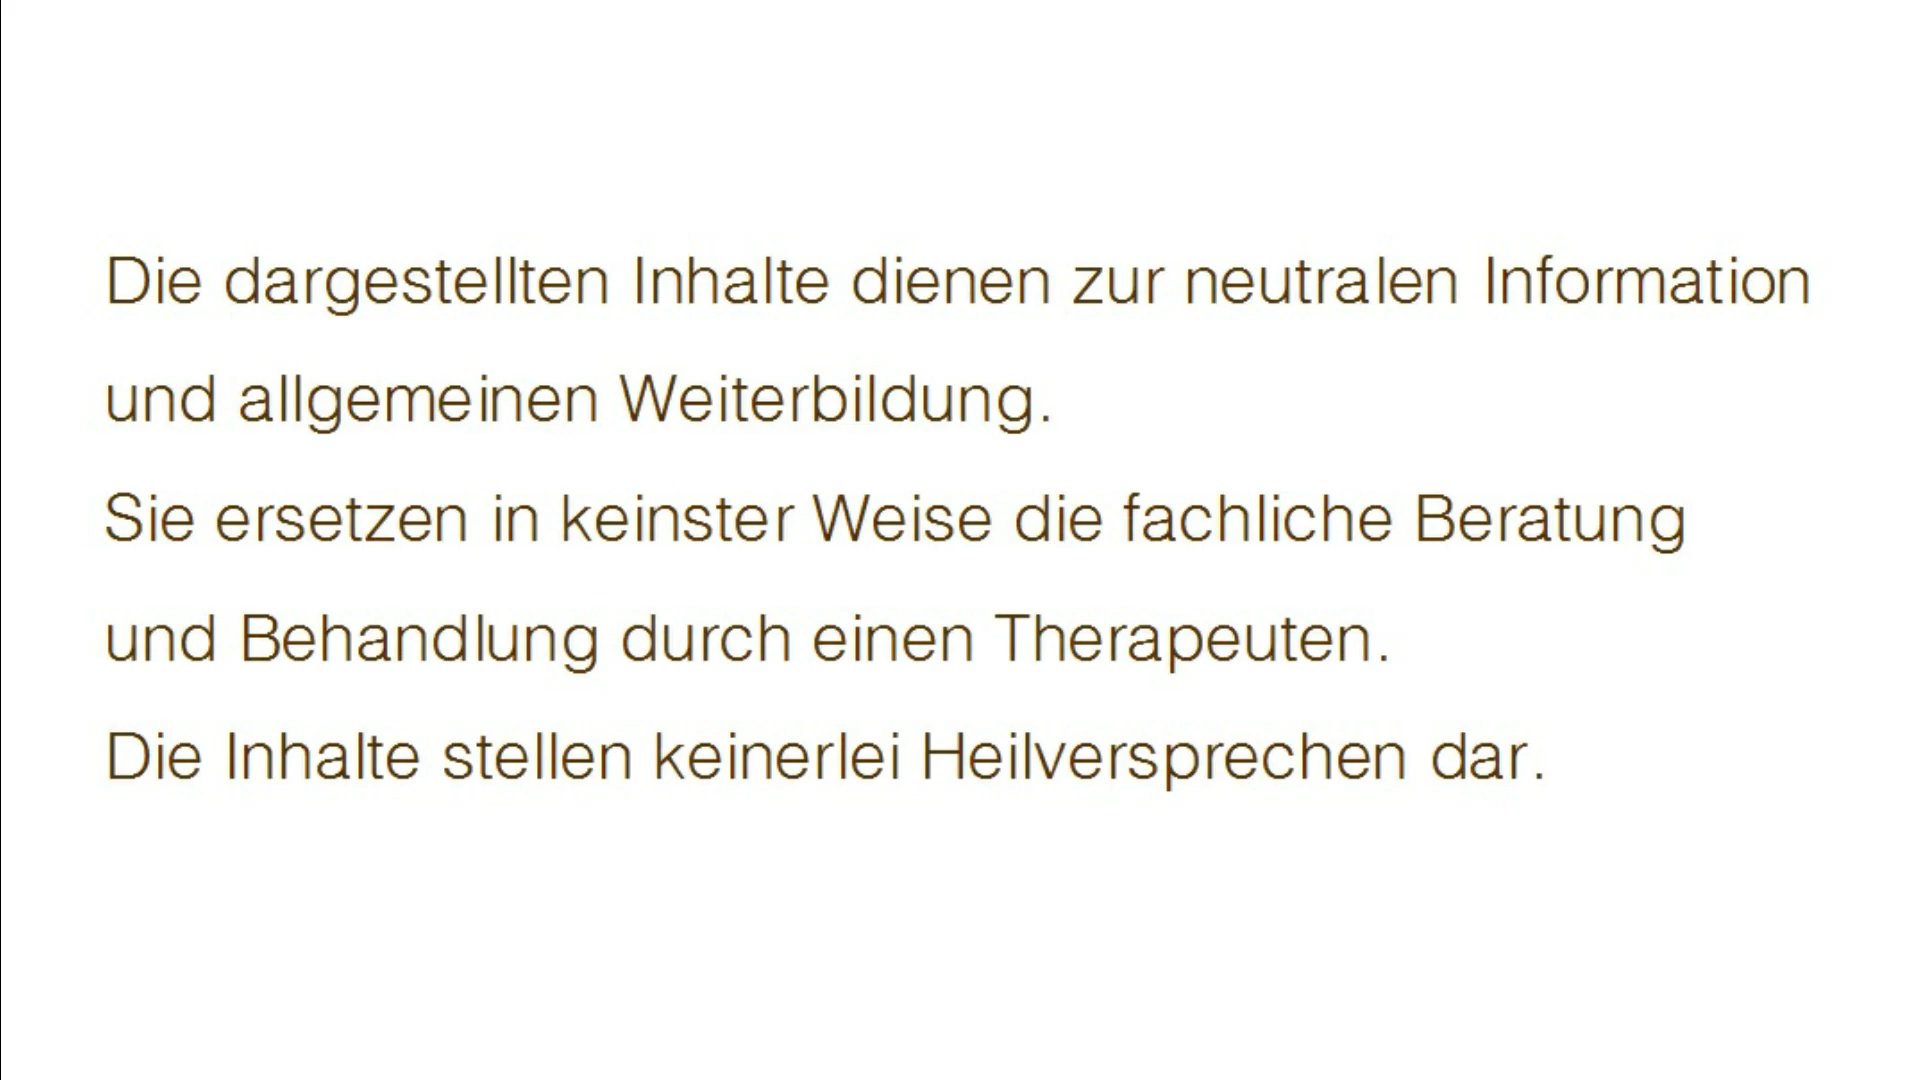 Die dargestellten Inhalte dienen zur neutralen Information
und allgemeinen Weiterbildung.
Sie ersetzen in keinster Weise die fachliche Beratung
und Behandlung durch einen Therapeuten.
Die Inhalte stellen keinerlei Heilversprechen dar.